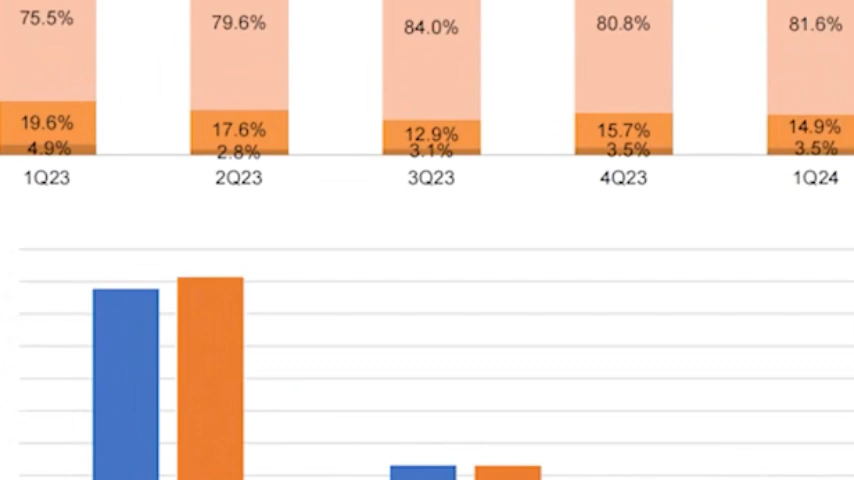 75.5% 79.6% 84.0% 80.8% 81.6%
19.6% 17.6% 12.9% 15.7% 14.9%
4.9% 2.8% 3.1% 3.5% 3.5%
1Q23 2Q23 3Q23 4Q23 1Q24